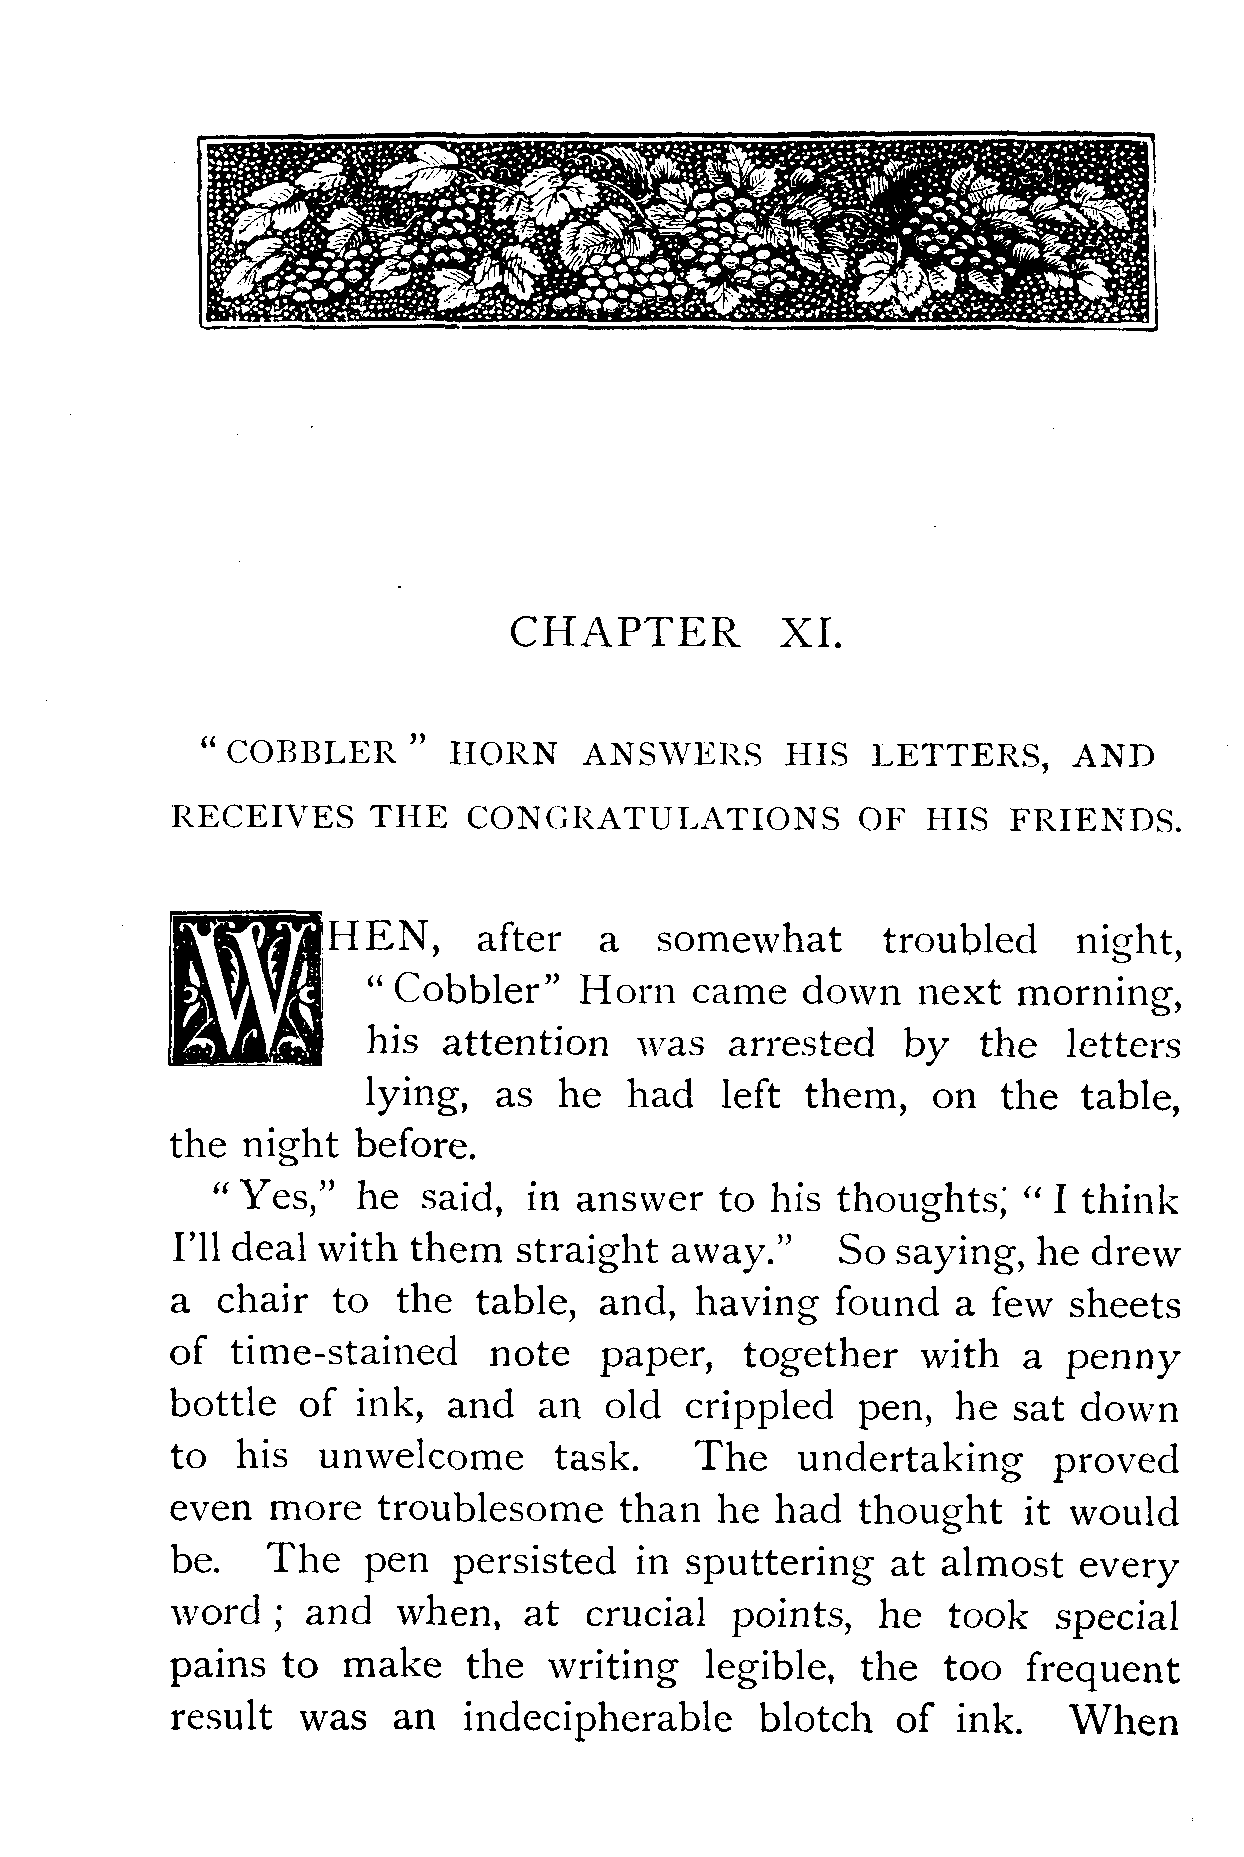 CHAPTER XI.
“ COBBLER ” HORN ANSWERS HIS LETTERS, AND
RECEIVES THE CONGRATULATIONS OF HIS FRIENDS.
WHEN, after a somewhat troubled night,
“ Cobbler” Horn came down next morning,
his attention was arrested by the letters
lying, as he had left them, on the table,
the night before.
“ Yes,” he said, in answer to his thoughts; “ I think
I’ll deal with them straight away.” So saying, he drew
a chair to the table, and, having found a few sheets
of time-stained note paper, together with a penny
bottle of ink, and an old crippled pen, he sat down
to his unwelcome task. The undertaking proved
even more troublesome than he had thought it would
be. The pen persisted in sputtering at almost every
word ; and when, at crucial points, he took special
pains to make the writing legible, the too frequent
result was an indecipherable blotch of ink. When